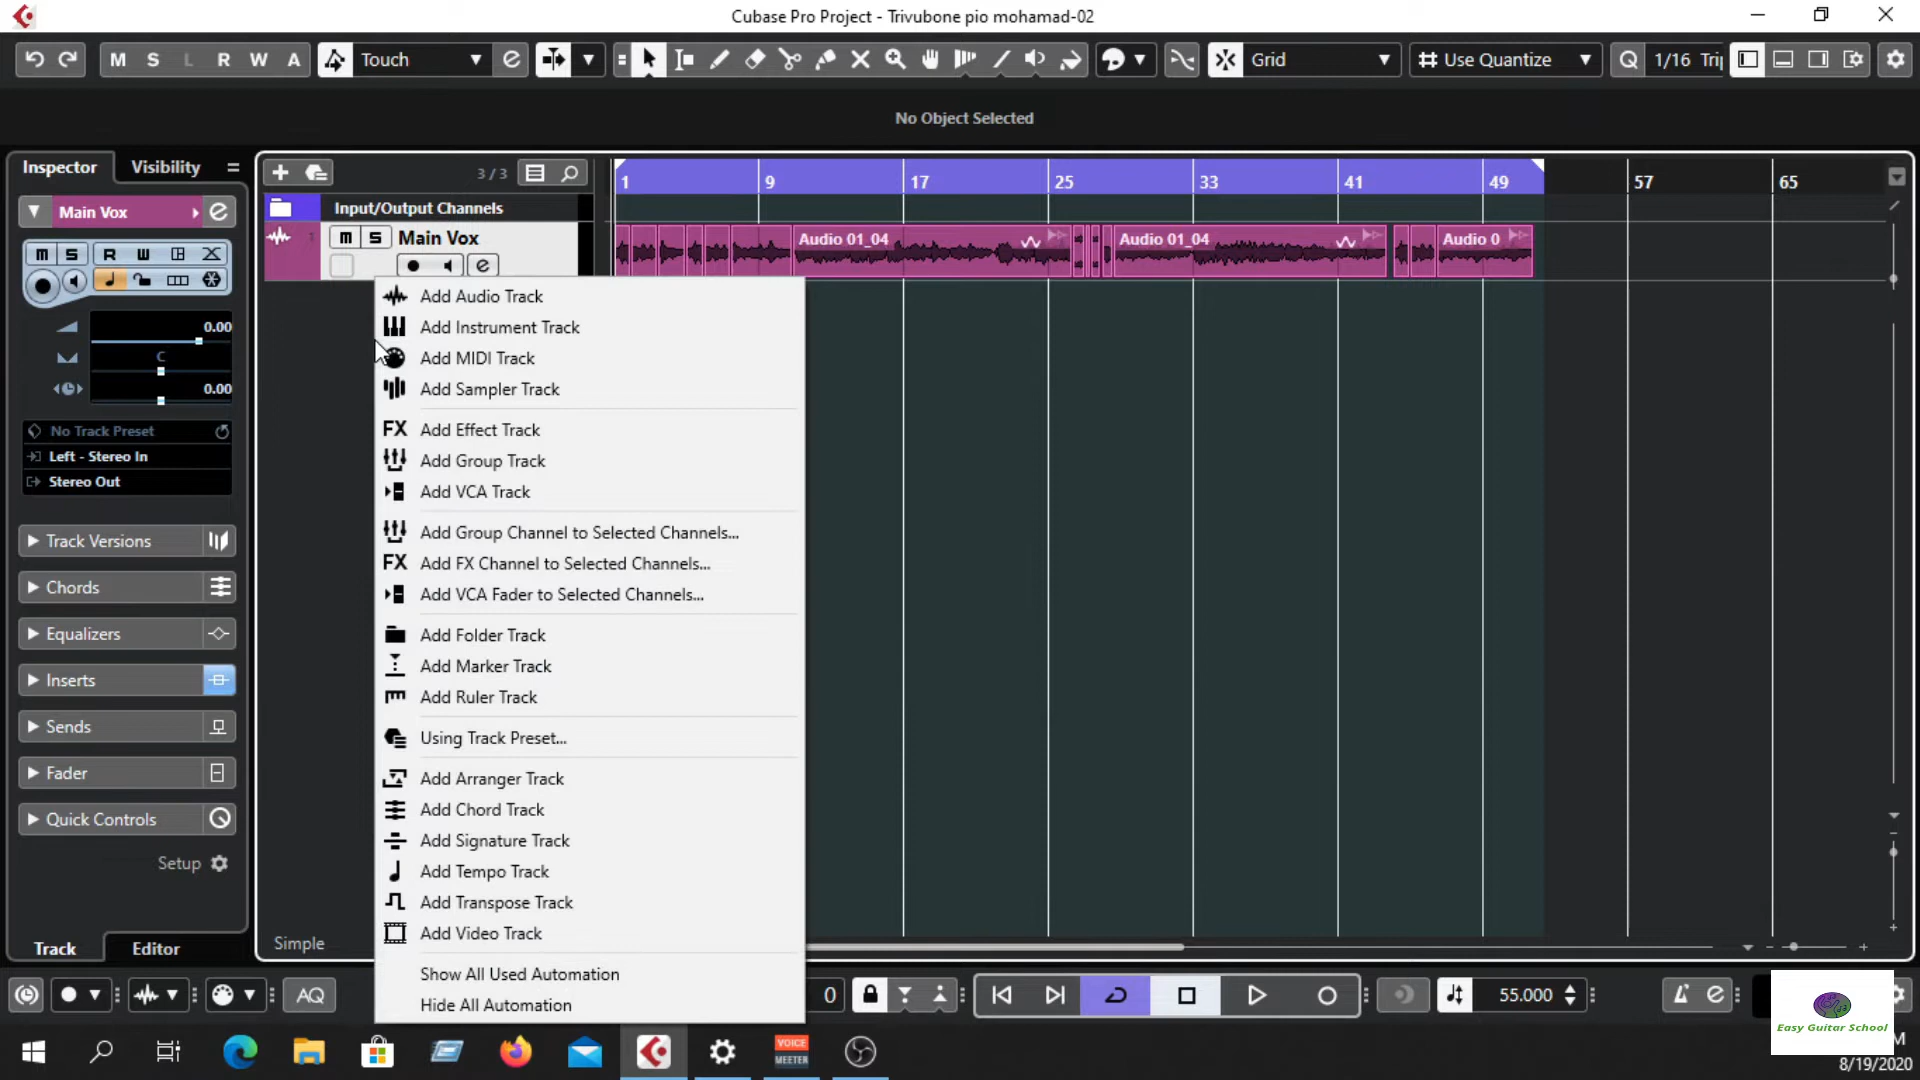 Cubase Pro Project - Trivubone pio mohamad-02
M S L R W A Touch e Grid Use Quantize Q 1/16 Trip
No Object Selected
Inspector Visibility
3 / 3
1 9 17 25 33 41 49 57 65
Main Vox e
Input/Output Channels
m S Main Vox
Audio 01_04 Audio 01_04 Audio 0
e
m S R W
0.00
C
0.00
No Track Preset
Left - Stereo In
Stereo Out
Track Versions
Chords
Equalizers
Inserts
Sends
Fader
Quick Controls
Setup
Add Audio Track
Add Instrument Track
Add MIDI Track
Add Sampler Track
FX Add Effect Track
Add Group Track
Add VCA Track
Add Group Channel to Selected Channels...
FX Add FX Channel to Selected Channels...
Add VCA Fader to Selected Channels...
Add Folder Track
Add Marker Track
Add Ruler Track
Using Track Preset...
Add Arranger Track
Add Chord Track
Add Signature Track
Add Tempo Track
Add Transpose Track
Add Video Track
Show All Used Automation
Hide All Automation
Track Editor
Simple
AQ 0 55.000 e
Easy Guitar School
VOICE
MEETER
M
8/19/2020